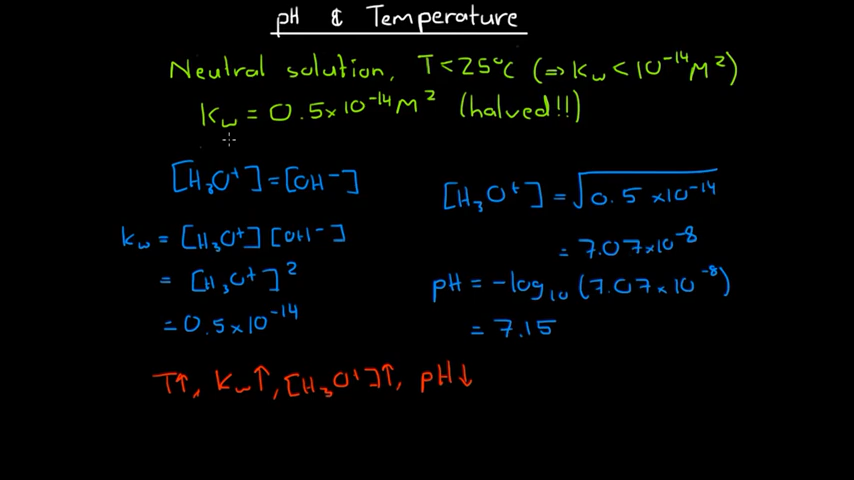 pH & Temperature
Neutral solution, T < 25°C (⇒ Kw < 10⁻¹⁴ M²)
Kw = 0.5 × 10⁻¹⁴ M² (halved!!)
[H₃O⁺] = [OH⁻]
Kw = [H₃O⁺] [OH⁻]
= [H₃O⁺]²
= 0.5 × 10⁻¹⁴
[H₃O⁺] = √0.5 × 10⁻¹⁴
= 7.07 × 10⁻⁸
pH = -log₁₀ (7.07 × 10⁻⁸)
= 7.15
T↑, Kw↑, [H₃O⁺]↑, pH↓